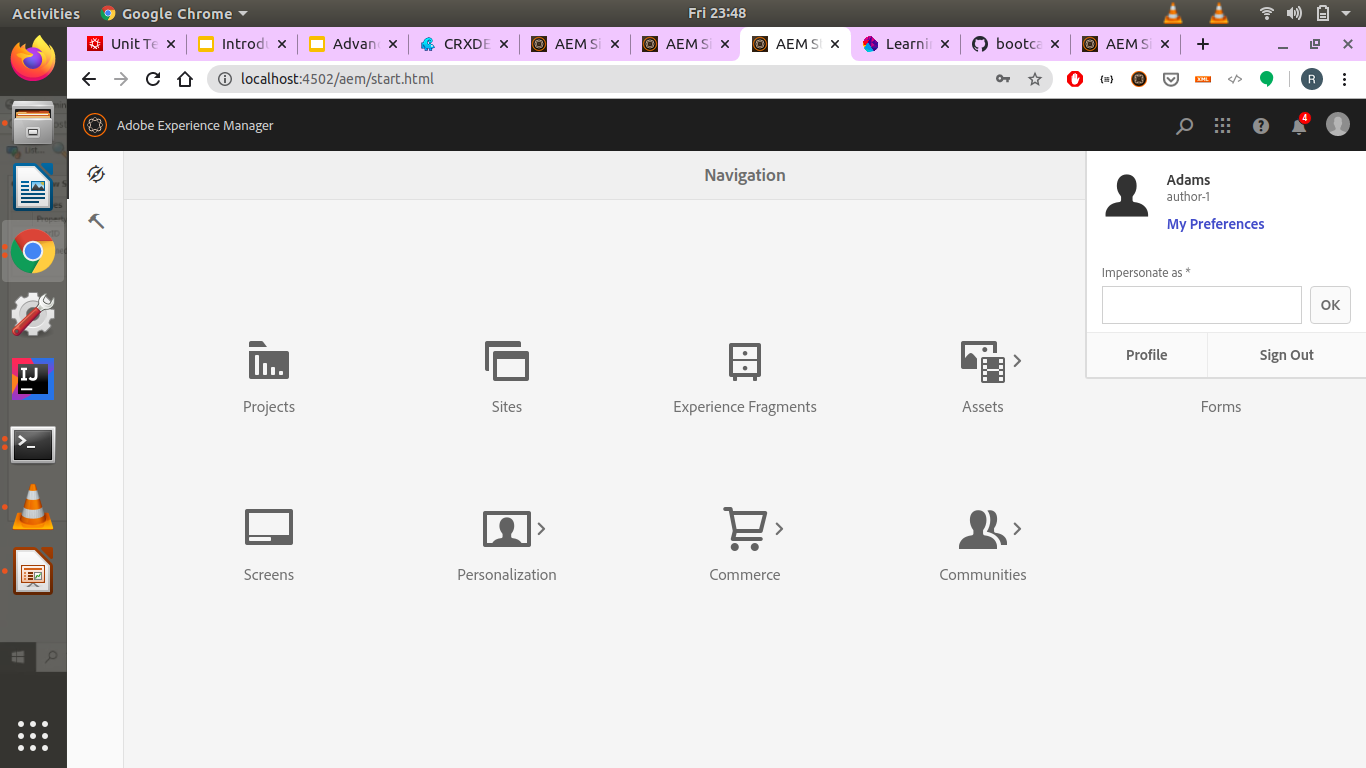 Activities
Google Chrome
Fri 23:48
Unit Te
Introdu
Advanc
CRXDE
AEM Si
AEM Si
AEM Si
Learnin
bootca
AEM Si
localhost:4502/aem/start.html
R
Adobe Experience Manager
4
Navigation
Adams
author-1
My Preferences
Impersonate as *
OK
Profile
Sign Out
Projects
Sites
Experience Fragments
Assets
Forms
Screens
Personalization
Commerce
Communities